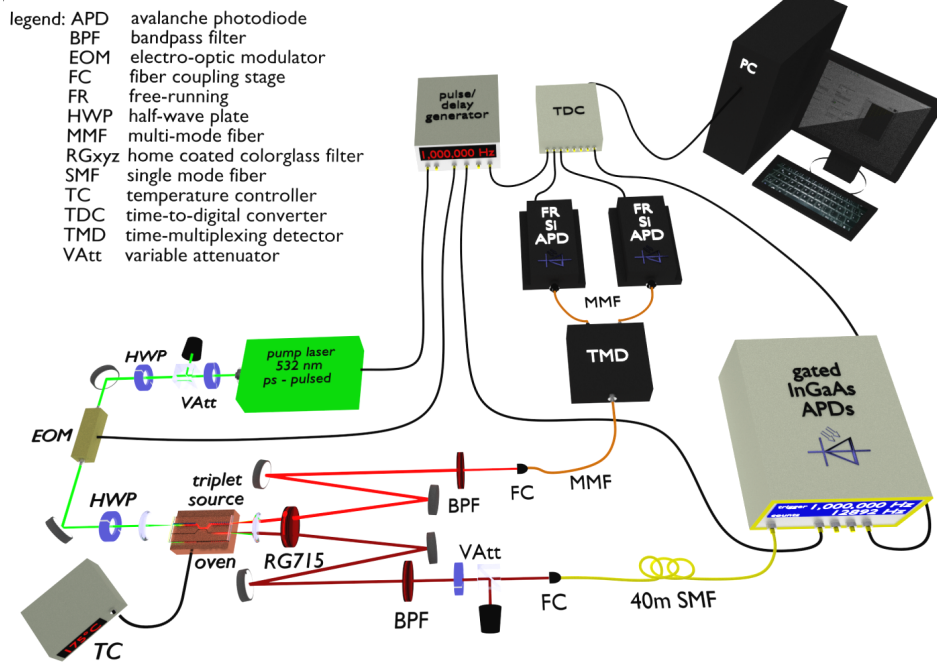 legend: APD avalanche photodiode
BPF bandpass filter
EOM electro-optic modulator
FC fiber coupling stage
FR free-running
HWP half-wave plate
MMF multi-mode fiber
RGxyz home coated colorglass filter
SMF single mode fiber
TC temperature controller
TDC time-to-digital converter
TMD time-multiplexing detector
VAtt variable attenuator
pulse/
delay
generator
1,000,000 Hz
TDC
PC
FR
SI
APD
FR
SI
APD
MMF
TMD
HWP
VAtt
pump laser
532 nm
ps - pulsed
EOM
gated
InGaAs
APDs
trigger 1,000,000 Hz
12892 Hz
HWP
triplet
source
oven
RG715
BPF
FC
MMF
BPF
VAtt
FC
40m SMF
175°C
TC